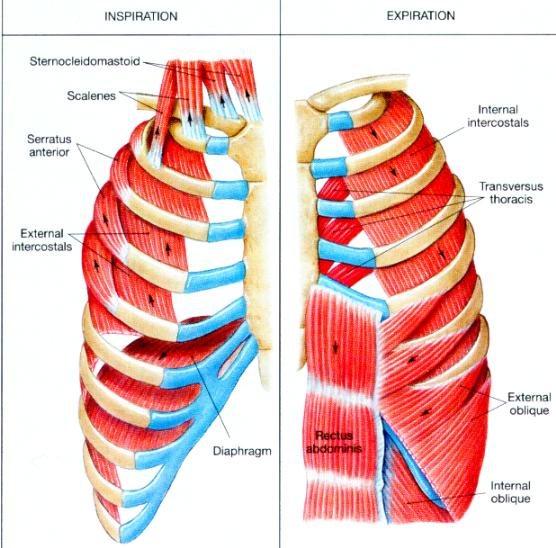 INSPIRATION
EXPIRATION
Sternocleidomastoid
Scalenes
Serratus
anterior
External
intercostals
Diaphragm
Internal
intercostals
Transversus
thoracis
External
oblique
Rectus
abdominis
Internal
oblique